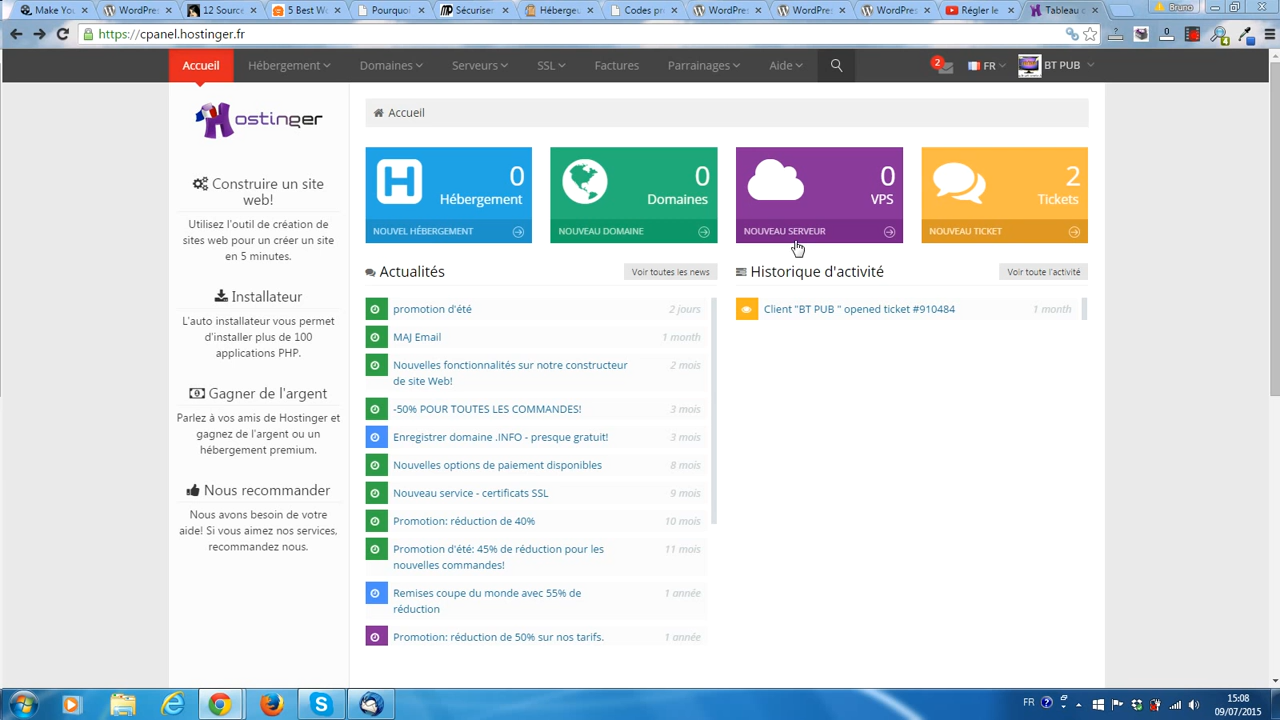 Make Yo
WordPre
12 Source
5 Best Wo
Pourquoi
Sécurise
Héberge
Codes pr
WordPre
WordPre
WordPre
Régler le
Tableau d
Bruno
https://cpanel.hostinger.fr
Accueil Hébergement Domaines Serveurs SSL Factures Parrainages Aide 2 FR BT PUB
Hostinger
Construire un site
web!
Utilisez l'outil de création de
sites web pour un créer un site
en 5 minutes.
Installateur
L'auto installateur vous permet
d'installer plus de 100
applications PHP.
Gagner de l'argent
Parlez à vos amis de Hostinger et
gagnez de l'argent ou un
hébergement premium.
Nous recommander
Nous avons besoin de votre
aide! Si vous aimez nos services,
recommandez nous.
Accueil
H 0
Hébergement
NOUVEL HÉBERGEMENT
0
Domaines
NOUVEAU DOMAINE
0
VPS
NOUVEAU SERVEUR
2
Tickets
NOUVEAU TICKET
Actualités Voir toutes les news
promotion d'été 2 jours
MAJ Email 1 month
Nouvelles fonctionnalités sur notre constructeur 2 mois
de site Web!
-50% POUR TOUTES LES COMMANDES! 3 mois
Enregistrer domaine .INFO - presque gratuit! 3 mois
Nouvelles options de paiement disponibles 8 mois
Nouveau service - certificats SSL 9 mois
Promotion: réduction de 40% 10 mois
Promotion d'été: 45% de réduction pour les 11 mois
nouvelles commandes!
Remises coupe du monde avec 55% de 1 année
réduction
Promotion: réduction de 50% sur nos tarifs. 1 année
Historique d'activité Voir toute l'activité
Client "BT PUB " opened ticket #910484 1 month
FR
15:08
09/07/2015